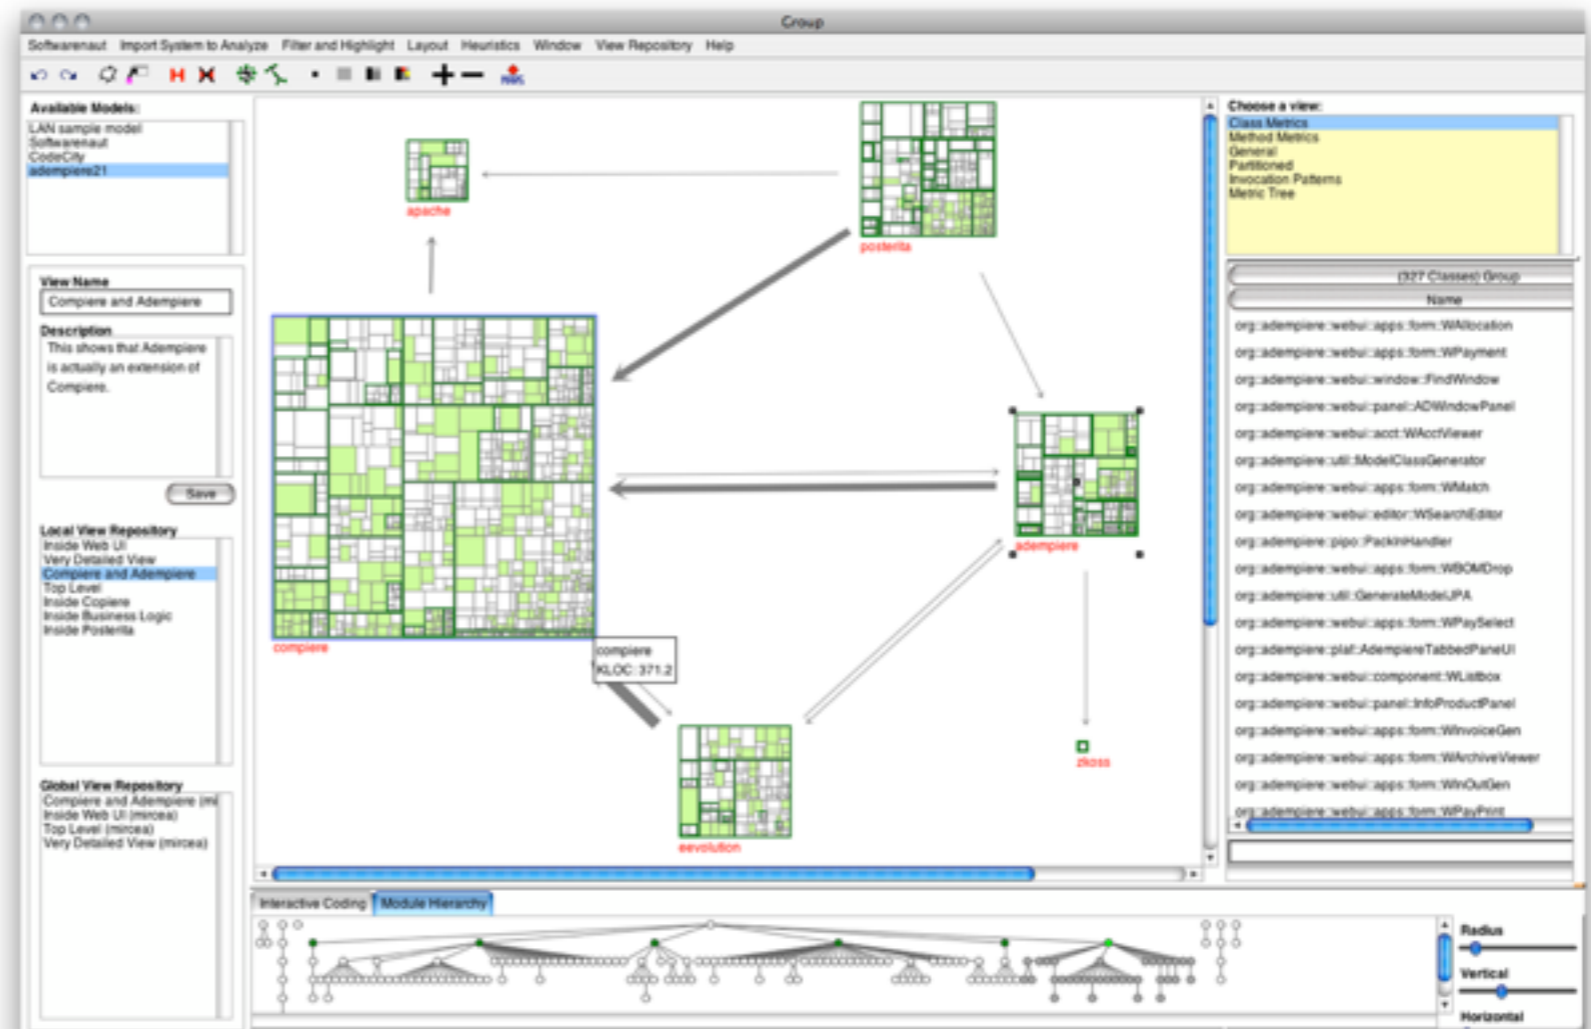 Group
Softwarenaut Import System to Analyze Filter and Highlight Layout Heuristics Window View Repository Help
Available Models:
LAN sample model
Softwarenaut
CodeCity
adempiere21
View Name
Compiere and Adempiere
Description
This shows that Adempiere
is actually an extension of
Compiere.
Save
Local View Repository
Inside Web UI
Very Detailed View
Compiere and Adempiere
Top Level
Inside Copiere
Inside Business Logic
Inside Posterita
Global View Repository
Compiere and Adempiere (mi
Inside Web UI (mircea)
Top Level (mircea)
Very Detailed View (mircea)
apache
posterita
compiere
compiere
KLOC: 371.2
adempiere
zkoss
eevolution
Choose a view:
Class Metrics
Method Metrics
General
Partitioned
Invocation Patterns
Metric Tree
(327 Classes) Group
Name
org::adempiere::webui::apps::form::WAllocation
org::adempiere::webui::apps::form::WPayment
org::adempiere::webui::window::FindWindow
org::adempiere::webui::panel::ADWindowPanel
org::adempiere::webui::acct::WAcctViewer
org::adempiere::util::ModelClassGenerator
org::adempiere::webui::apps::form::WMatch
org::adempiere::webui::editor::WSearchEditor
org::adempiere::pipo::PackInHandler
org::adempiere::webui::apps::form::WBOMDrop
org::adempiere::util::GenerateModelJPA
org::adempiere::webui::apps::form::WPaySelect
org::adempiere::plaf::AdempiereTabbedPaneUI
org::adempiere::webui::component::WListbox
org::adempiere::webui::panel::InfoProductPanel
org::adempiere::webui::apps::form::WInvoiceGen
org::adempiere::webui::apps::form::WArchiveViewer
org::adempiere::webui::apps::form::WInOutGen
org::adempiere::webui::apps::form::WPayPrint
Interactive Coding Module Hierarchy
Radius
Vertical
Horizontal